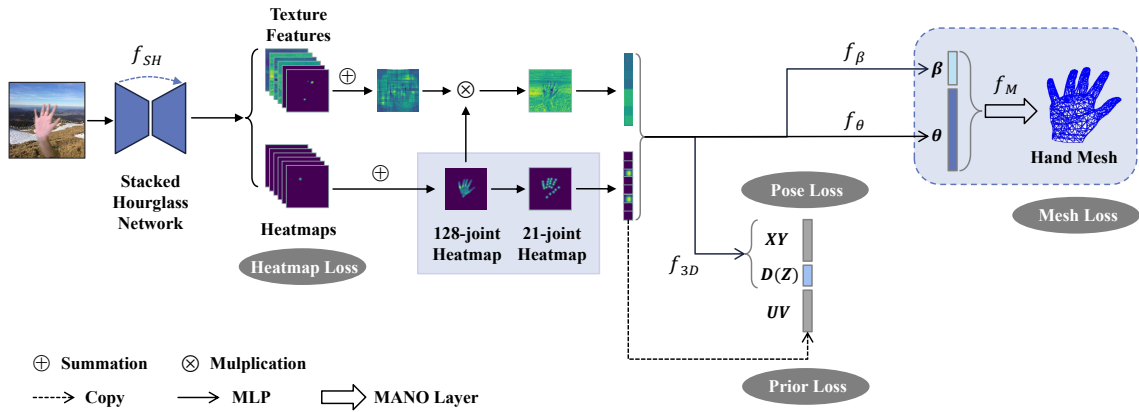 Texture
Features
f_SH
Stacked
Hourglass
Network
Heatmaps
Heatmap Loss
⊕
⊗
⊕
128-joint
Heatmap
21-joint
Heatmap
f_β
f_θ
f_3D
β
θ
f_M
Hand Mesh
Mesh Loss
Pose Loss
XY
D(Z)
UV
Prior Loss
⊕ Summation ⊗ Mulplication
Copy MLP MANO Layer